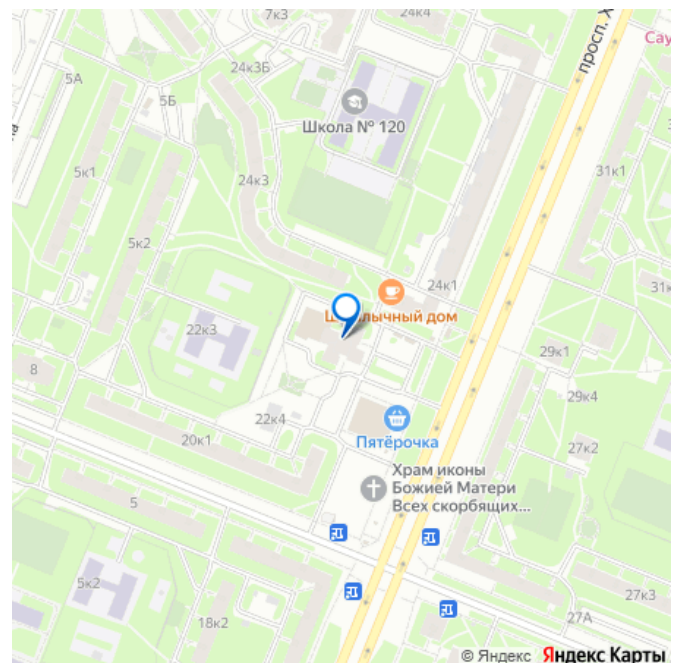 7к3
24к4
просп. Х
Сау
5А
24к3Б
5Б
Школа № 120
5к1
24к3
31к1
5к2
24к1
31к
Ш
лычный дом
22к3
29к1
8
29к4
22к4
20к1
Пятёрочка
27к2
Храм иконы
Божией Матери
Всех скорбящих...
5
5к2
18к2
27А
27к3
© Яндекс Яндекс Карты